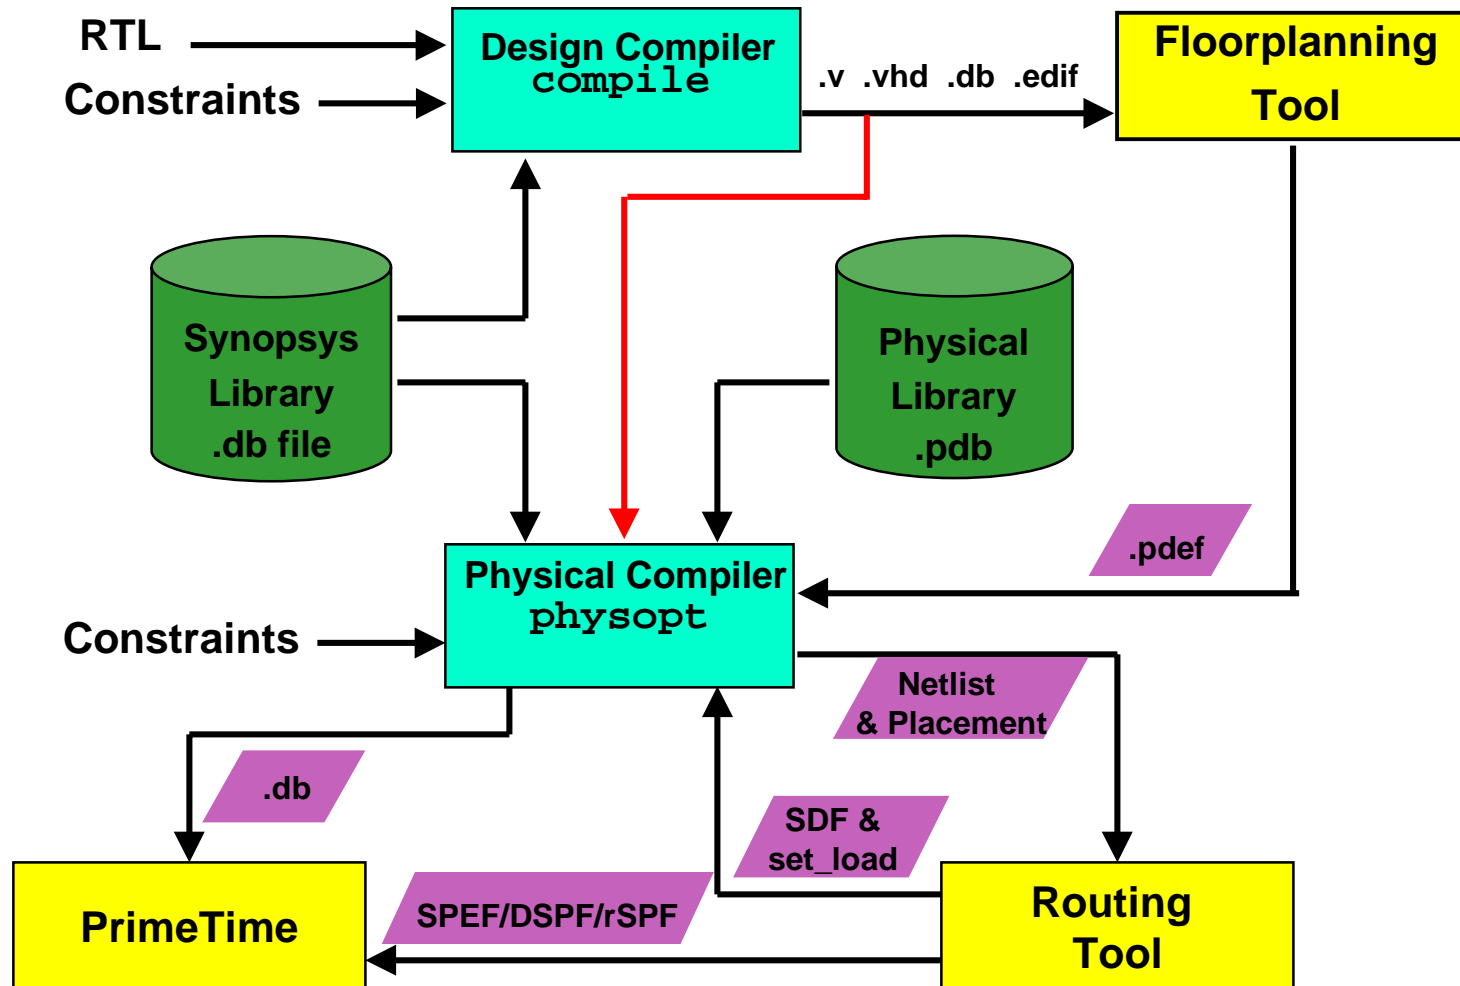 RTL
Constraints
Design Compiler
compile
.v .vhd .db .edif
Floorplanning
Tool
Synopsys
Library
.db file
Physical
Library
.pdb
.pdef
Physical Compiler
physopt
Constraints
Netlist
& Placement
.db
SDF &
set_load
SPEF/DSPF/rSPF
PrimeTime
Routing
Tool